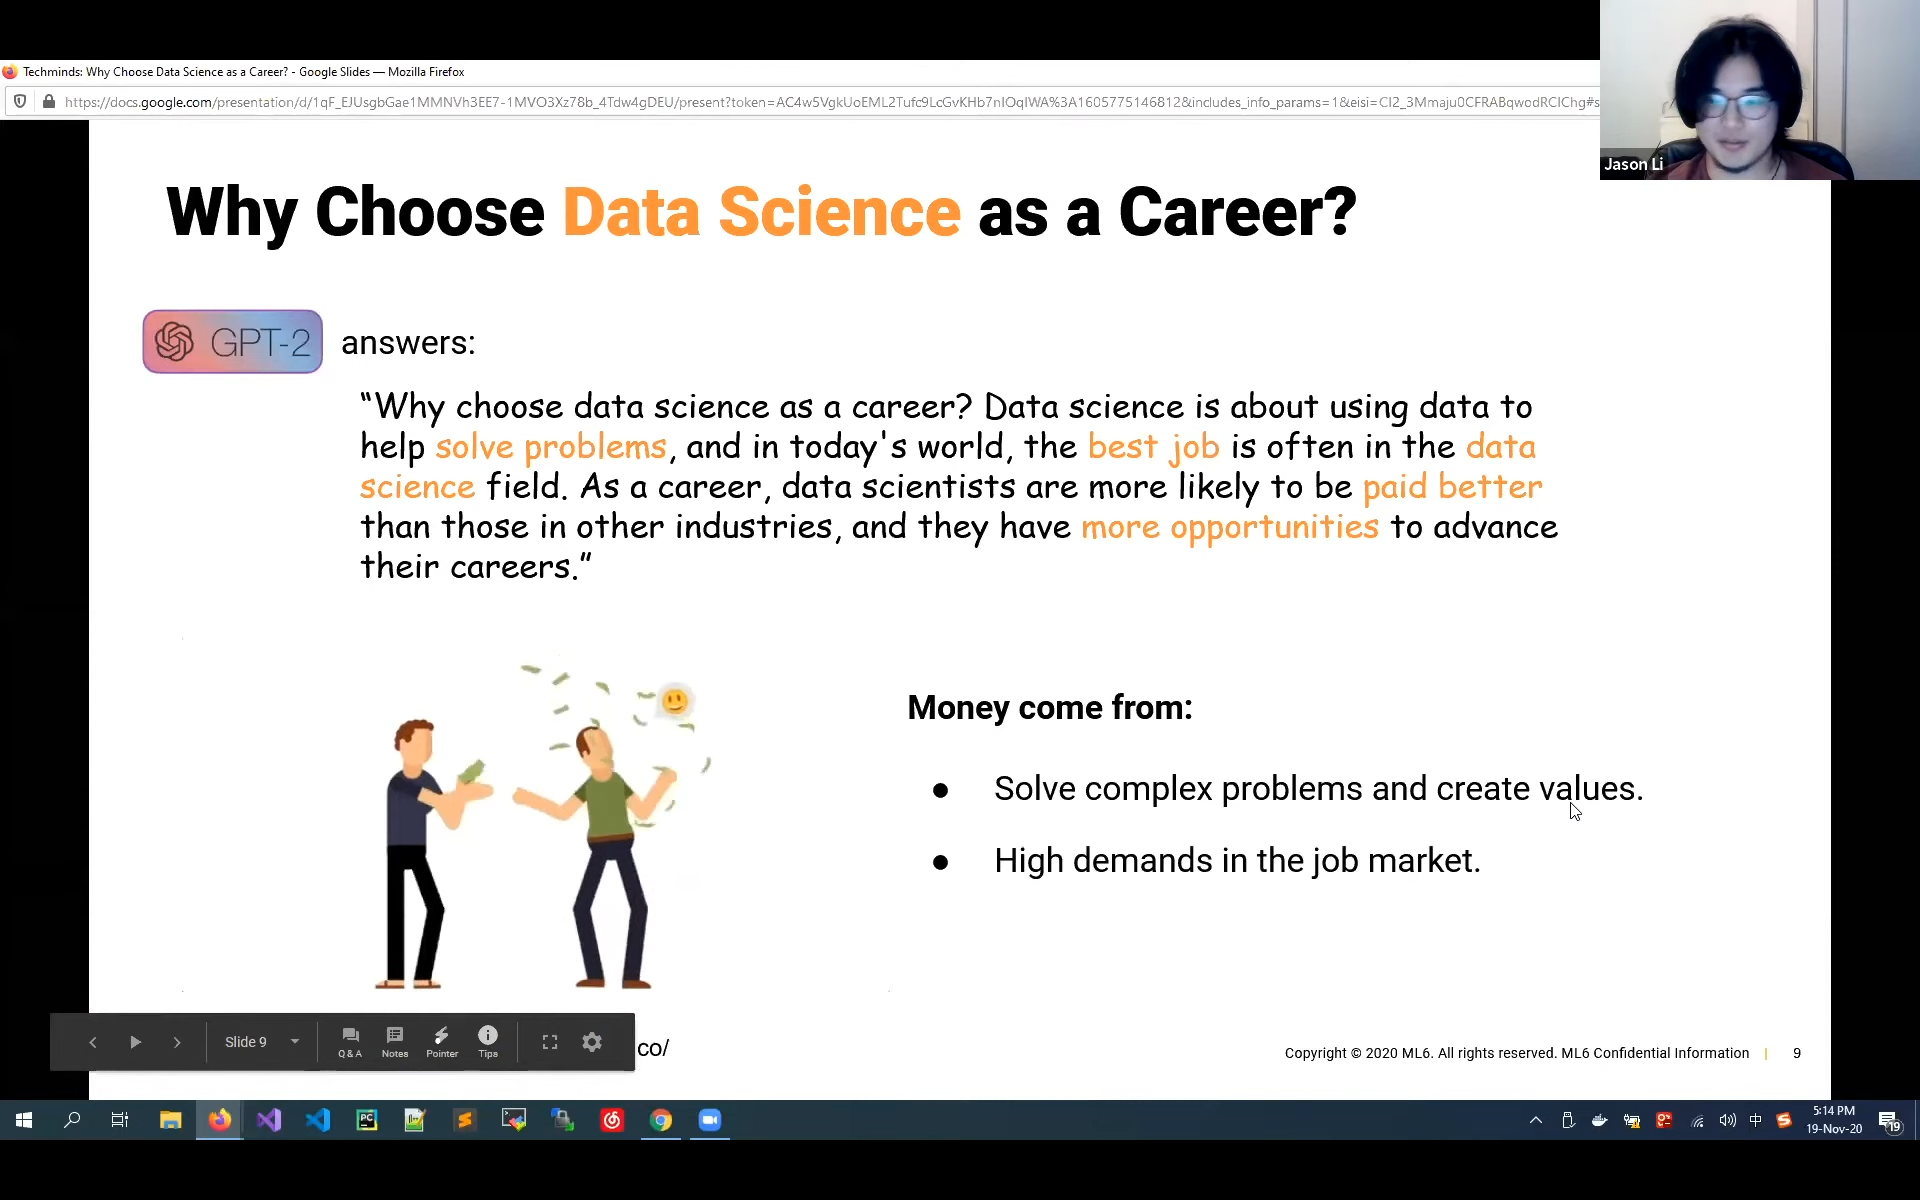 Techminds: Why Choose Data Science as a Career? - Google Slides — Mozilla Firefox
https://docs.google.com/presentation/d/1qF_EJUsgbGae1MMNVh3EE7-1MVO3Xz78b_4Tdw4gDEU/present?token=AC4w5VgkUoEML2Tufc9LcGvKHb7nIOqIWA%3A1605775146812&includes_info_params=1&eisi=CI2_3Mmaju0CFRABqwodRCIChg#s
Jason Li
Why Choose Data Science as a Career?
GPT-2 answers:
“Why choose data science as a career? Data science is about using data to
help solve problems, and in today's world, the best job is often in the data
science field. As a career, data scientists are more likely to be paid better
than those in other industries, and they have more opportunities to advance
their careers.”
Money come from:
● Solve complex problems and create values.
● High demands in the job market.
Slide 9
Q & A Notes Pointer Tips
co/
Copyright © 2020 ML6. All rights reserved. ML6 Confidential Information | 9
PC
中
5:14 PM
19-Nov-20
19